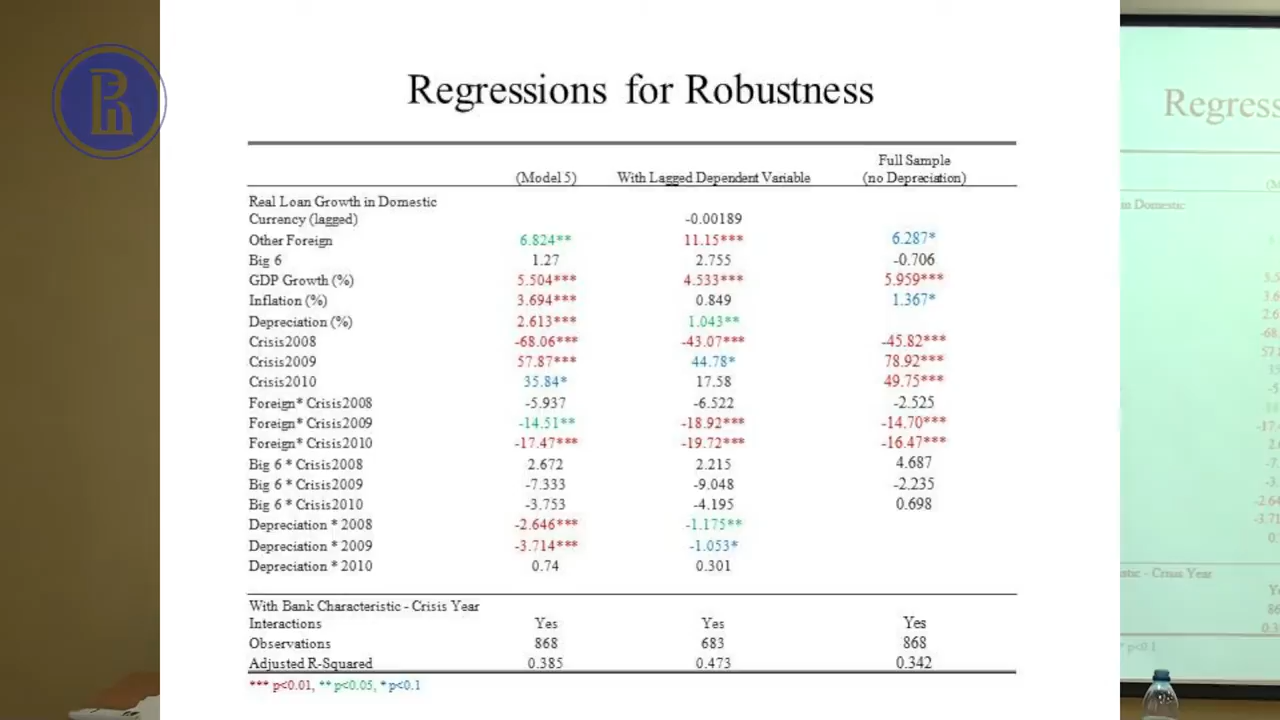 Regressions for Robustness
Full Sample
(Model 5) With Lagged Dependent Variable (no Depreciation)
Real Loan Growth in Domestic
Currency (lagged) -0.00189
Other Foreign 6.824** 11.15*** 6.287*
Big 6 1.27 2.755 -0.706
GDP Growth (%) 5.504*** 4.533*** 5.959***
Inflation (%) 3.694*** 0.849 1.367*
Depreciation (%) 2.613*** 1.043**
Crisis2008 -68.06*** -43.07*** -45.82***
Crisis2009 57.87*** 44.78* 78.92***
Crisis2010 35.84* 17.58 49.75***
Foreign* Crisis2008 -5.937 -6.522 -2.525
Foreign* Crisis2009 -14.51** -18.92*** -14.70***
Foreign* Crisis2010 -17.47*** -19.72*** -16.47***
Big 6 * Crisis2008 2.672 2.215 4.687
Big 6 * Crisis2009 -7.333 -9.048 -2.235
Big 6 * Crisis2010 -3.753 -4.195 0.698
Depreciation * 2008 -2.646*** -1.175**
Depreciation * 2009 -3.714*** -1.053*
Depreciation * 2010 0.74 0.301
With Bank Characteristic - Crisis Year
Interactions Yes Yes Yes
Observations 868 683 868
Adjusted R-Squared 0.385 0.473 0.342
*** p<0.01, ** p<0.05, * p<0.1
Regress
in Domestic
- Crisis Year
* p<0.1